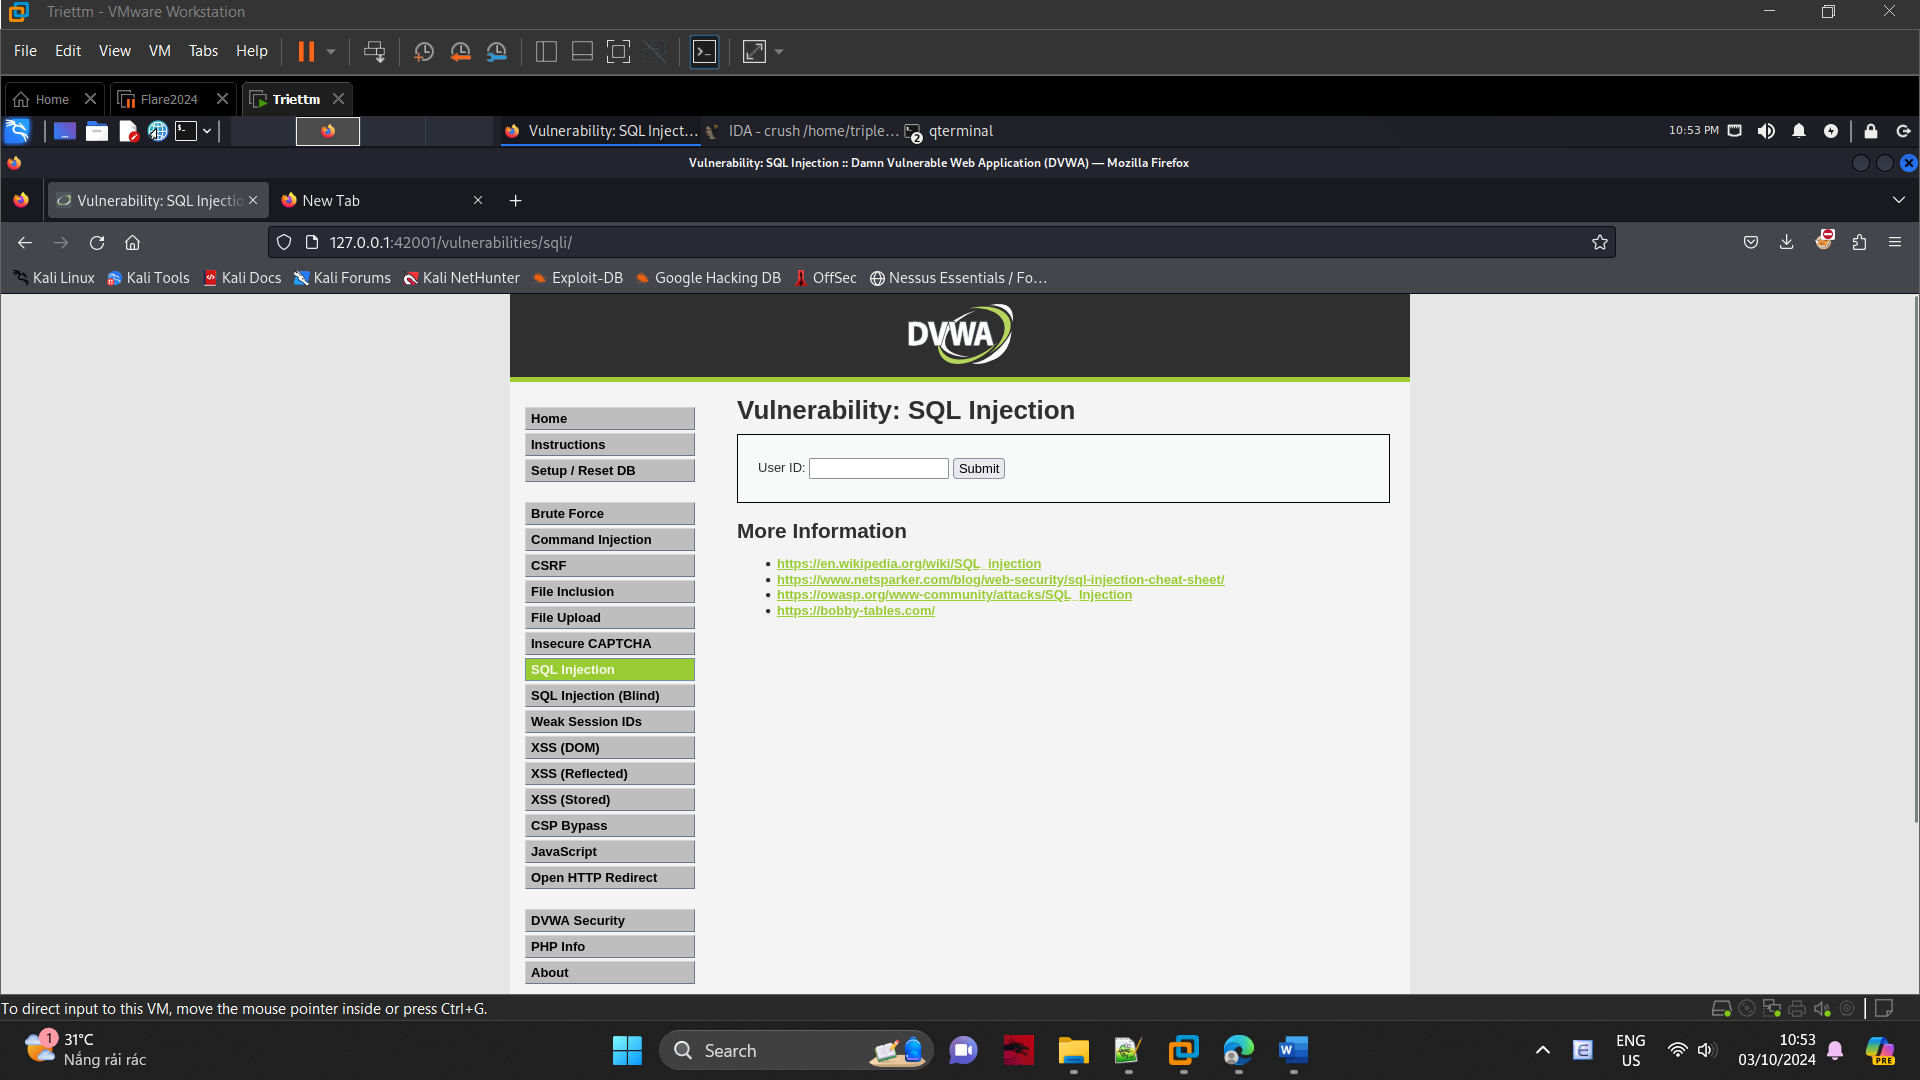 Triettm - VMware Workstation
File Edit View VM Tabs Help
Home Flare2024 Triettm
Vulnerability: SQL Inject... IDA - crush /home/triple... 2 qterminal 10:53 PM
Vulnerability: SQL Injection :: Damn Vulnerable Web Application (DVWA) — Mozilla Firefox
Vulnerability: SQL Injectio New Tab
127.0.0.1:42001/vulnerabilities/sqli/
Kali Linux Kali Tools Kali Docs Kali Forums Kali NetHunter Exploit-DB Google Hacking DB OffSec Nessus Essentials / Fo...
DVWA
Home
Instructions
Setup / Reset DB
Brute Force
Command Injection
CSRF
File Inclusion
File Upload
Insecure CAPTCHA
SQL Injection
SQL Injection (Blind)
Weak Session IDs
XSS (DOM)
XSS (Reflected)
XSS (Stored)
CSP Bypass
JavaScript
Open HTTP Redirect
DVWA Security
PHP Info
About
Vulnerability: SQL Injection
User ID: Submit
More Information
https://en.wikipedia.org/wiki/SQL_injection
https://www.netsparker.com/blog/web-security/sql-injection-cheat-sheet/
https://owasp.org/www-community/attacks/SQL_Injection
https://bobby-tables.com/
To direct input to this VM, move the mouse pointer inside or press Ctrl+G.
1 31°C
Nắng rải rác
Search
ENG
US
10:53
03/10/2024
PRE